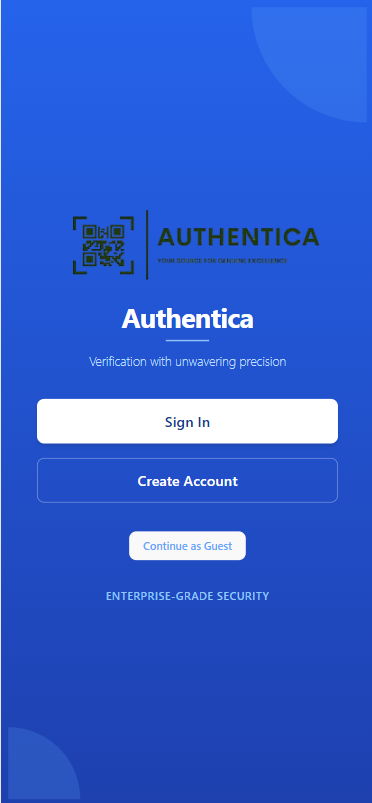 AUTHENTICA
YOUR SOURCE FOR GENUINE EXCELLENCE
Authentica
Verification with unwavering precision
Sign In
Create Account
Continue as Guest
ENTERPRISE-GRADE SECURITY